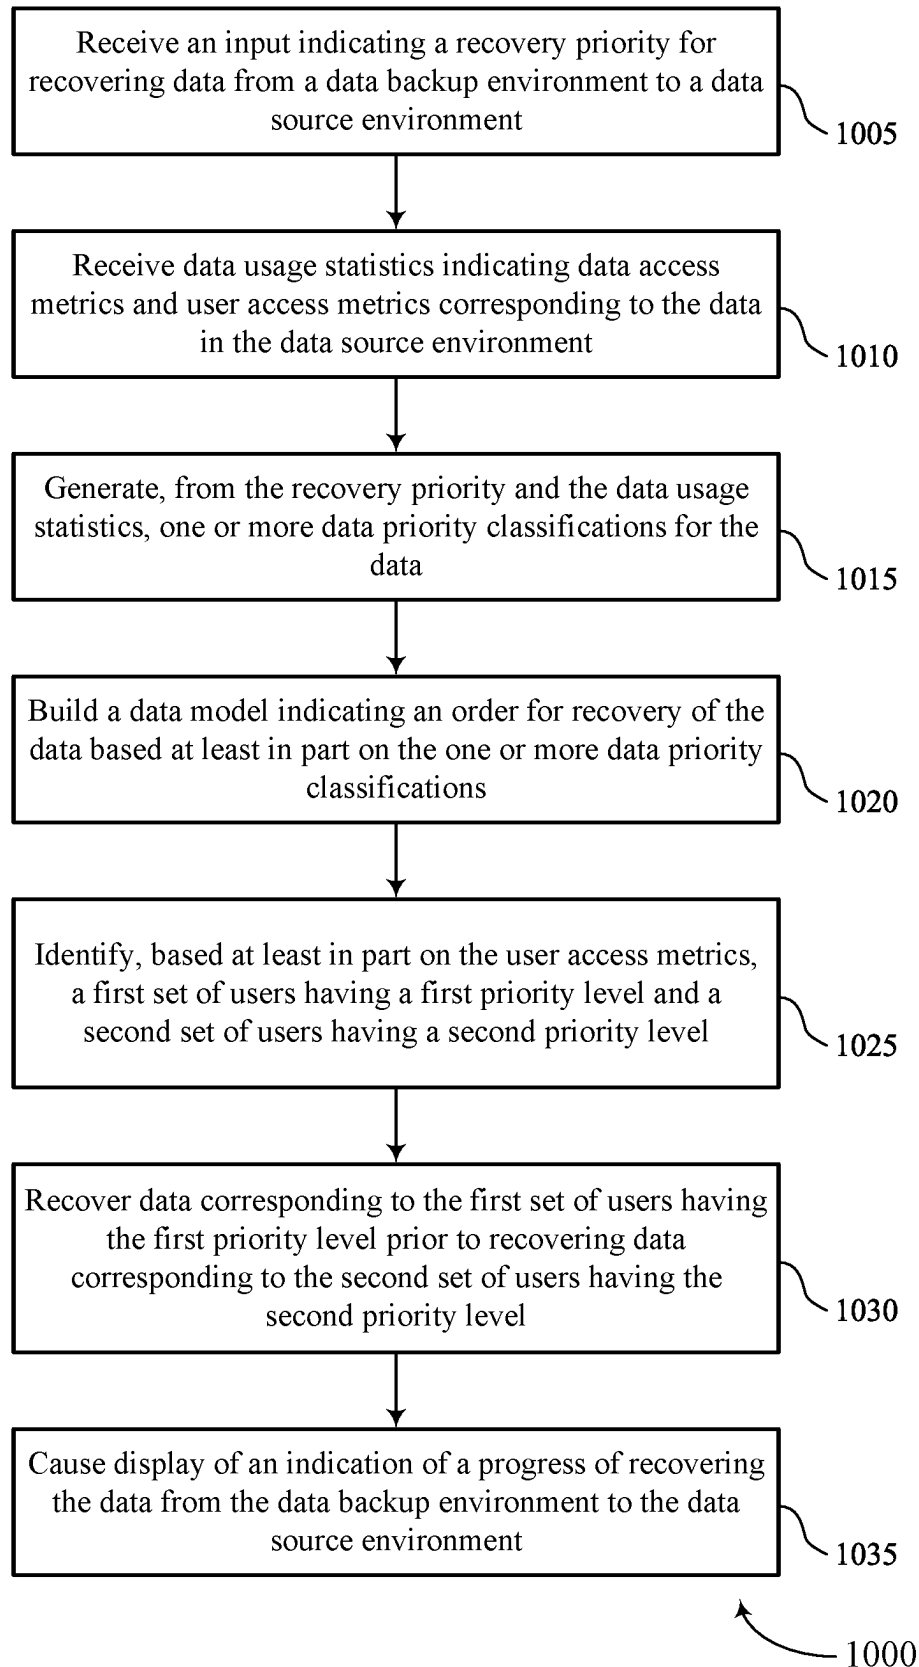 Receive an input indicating a recovery priority for
recovering data from a data backup environment to a data
source environment
1005
Receive data usage statistics indicating data access
metrics and user access metrics corresponding to the data
in the data source environment
1010
Generate, from the recovery priority and the data usage
statistics, one or more data priority classifications for the
data
1015
Build a data model indicating an order for recovery of the
data based at least in part on the one or more data priority
classifications
1020
Identify, based at least in part on the user access metrics,
a first set of users having a first priority level and a
second set of users having a second priority level
1025
Recover data corresponding to the first set of users having
the first priority level prior to recovering data
corresponding to the second set of users having the
second priority level
1030
Cause display of an indication of a progress of recovering
the data from the data backup environment to the data
source environment
1035
1000